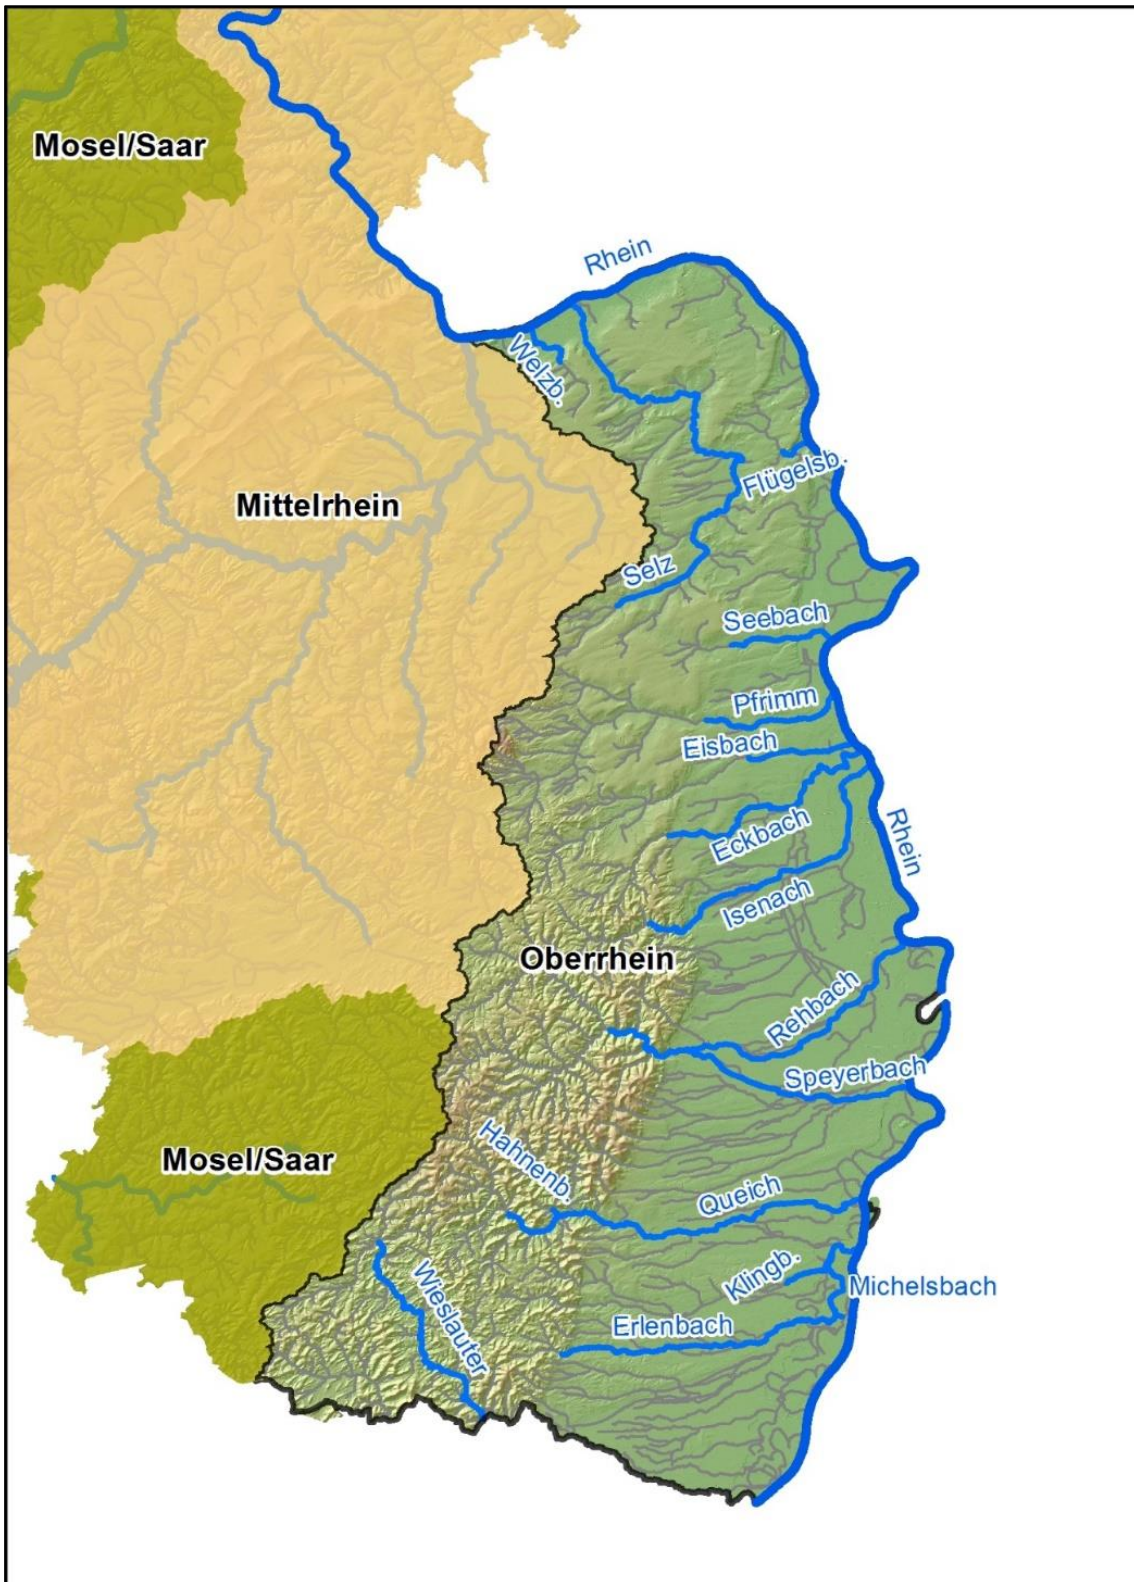 Mosel/Saar
Rhein
Welzb.
Flügelsb.
Mittelrhein
Selz
Seebach
Pfrimm
Eisbach
Eckbach
Rhein
Isenach
Oberrhein
Rehbach
Speyerbach
Hahnenb.
Mosel/Saar
Queich
Klingb.
Michelsbach
Wieslauter
Erlenbach